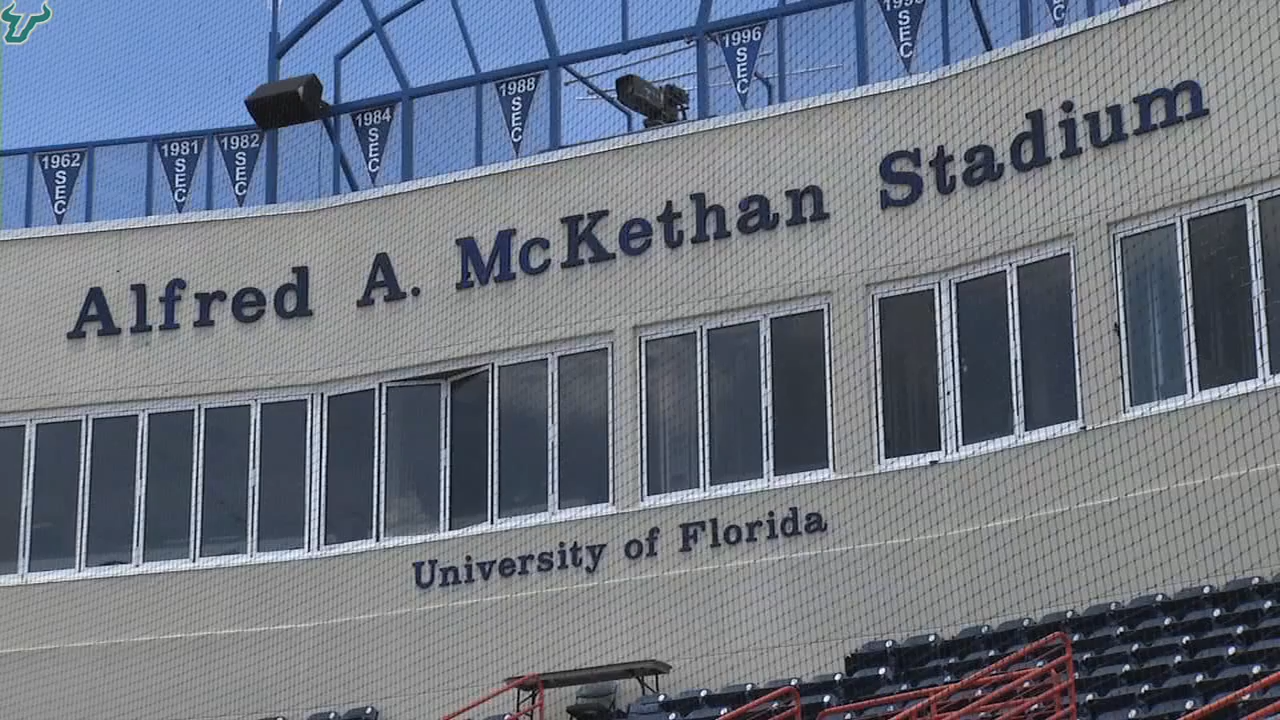 1962 SEC
1981 SEC
1982 SEC
1984 SEC
1988 SEC
1996 SEC
SEC
Alfred A. McKethan Stadium
University of Florida